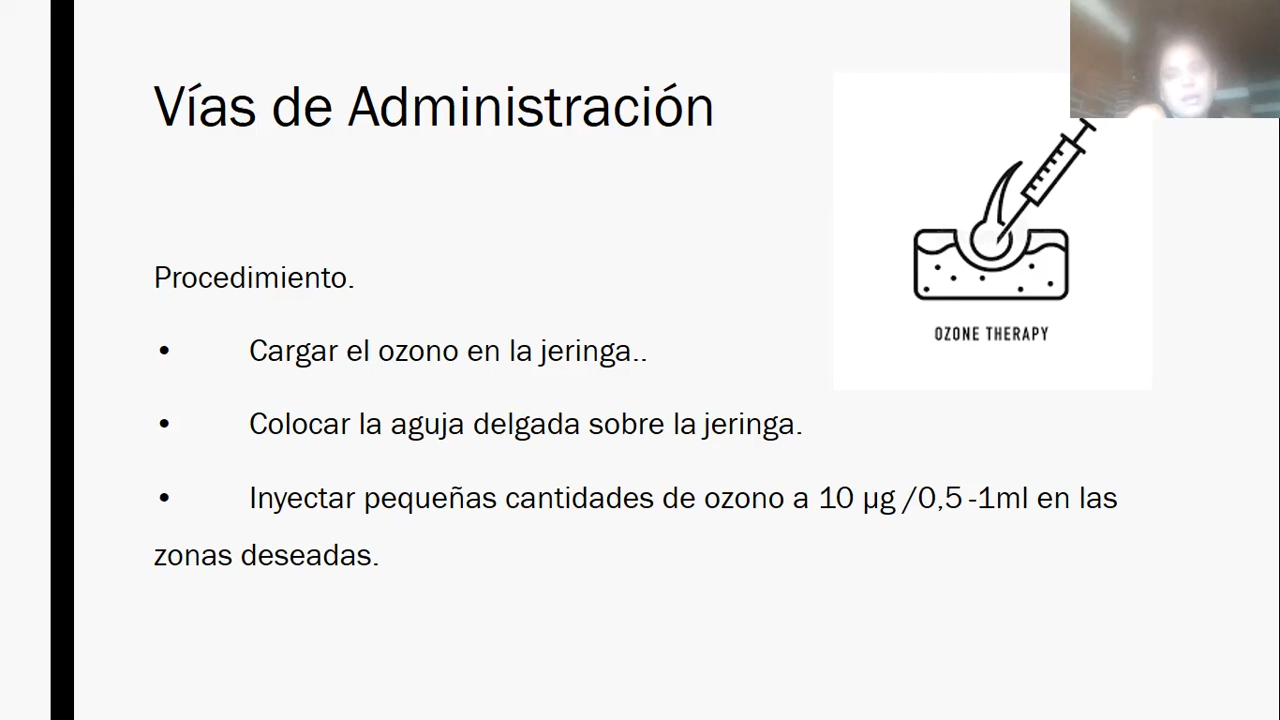 Vías de Administración
OZONE THERAPY
Procedimiento.
• Cargar el ozono en la jeringa..
• Colocar la aguja delgada sobre la jeringa.
• Inyectar pequeñas cantidades de ozono a 10 µg /0,5 -1ml en las
zonas deseadas.